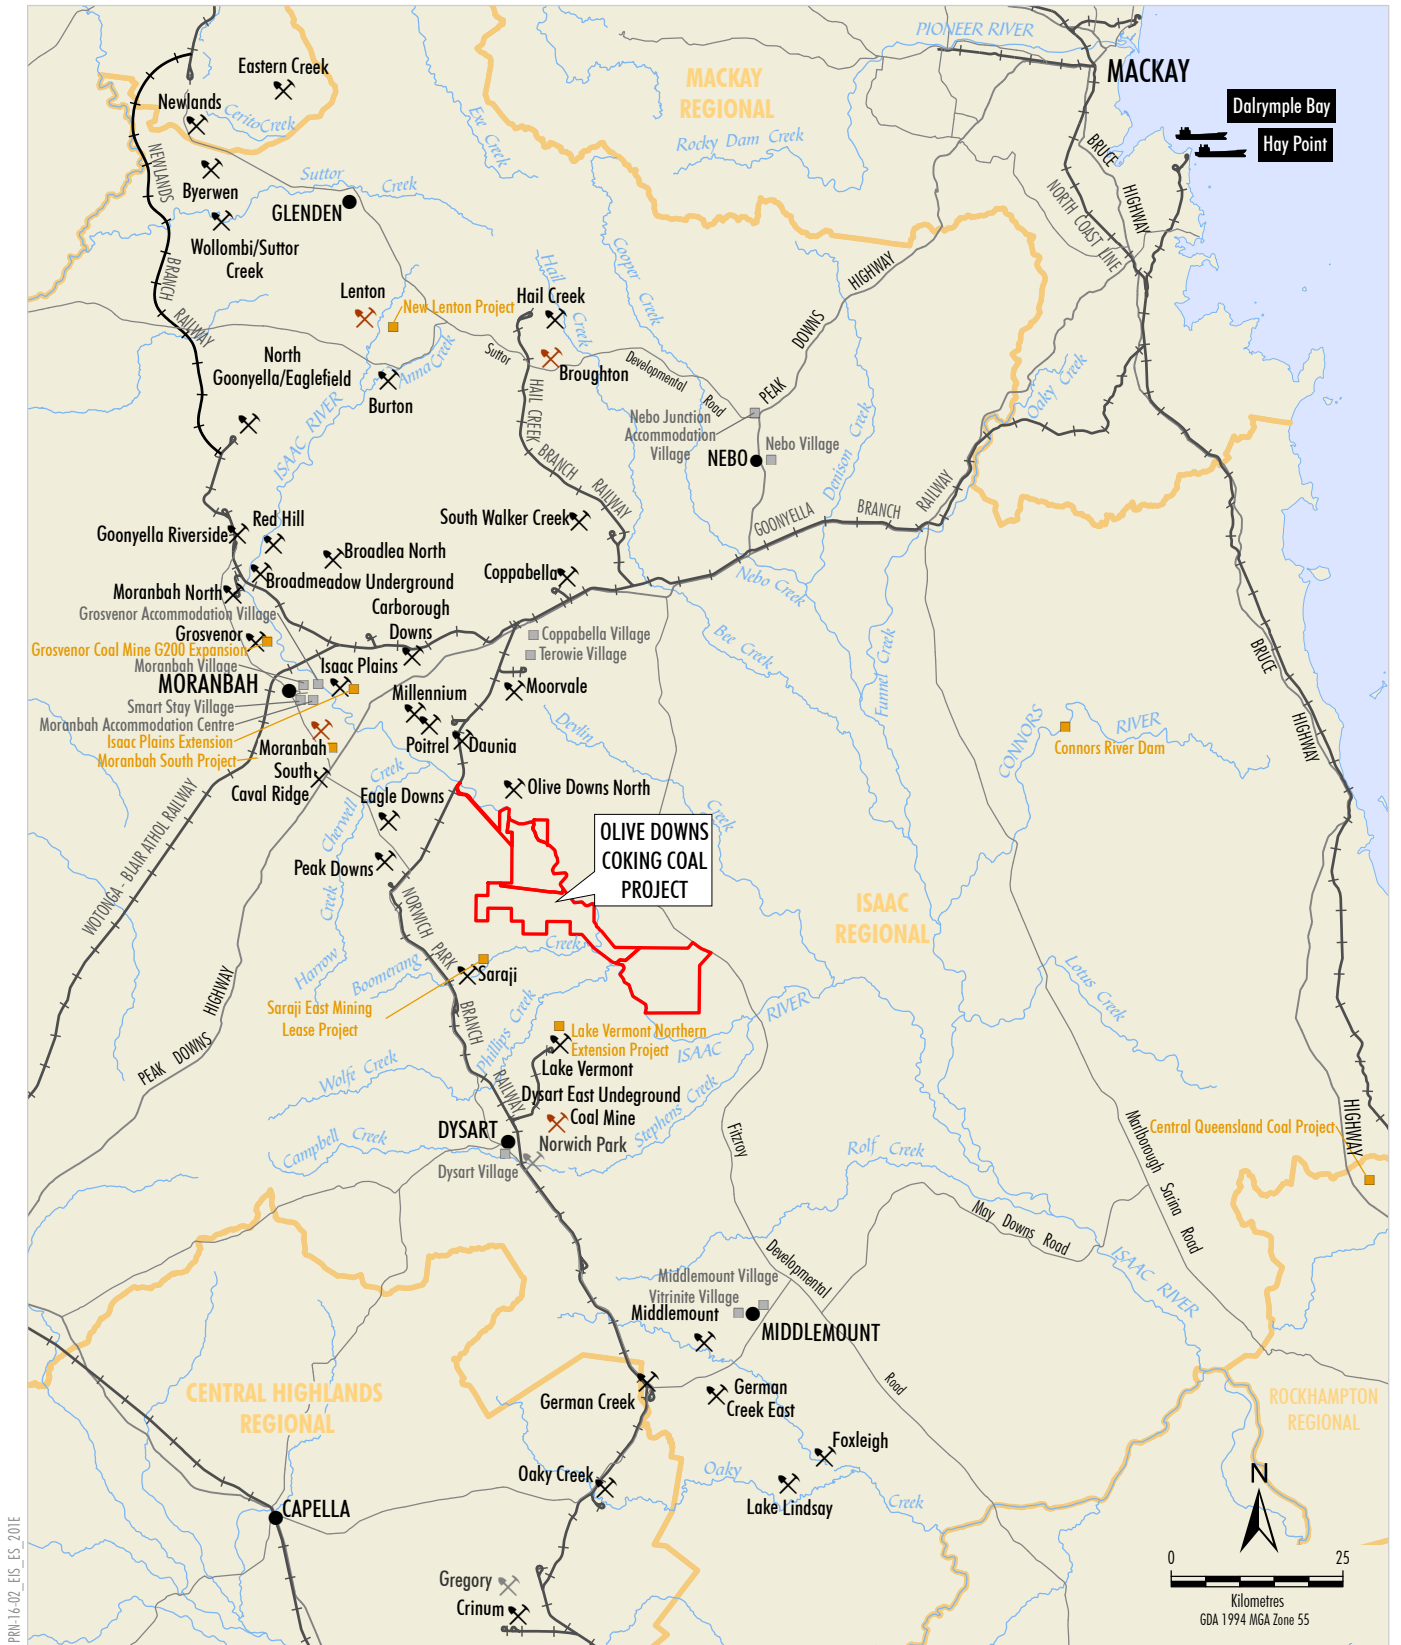 PIONEER RIVER
MACKAY
Dalrymple Bay
Hay Point
MACKAY
REGIONAL
Rocky Dam Creek
Exe Creek
Eastern Creek
Newlands
CeritoCreek
Byerwen
NEWLANDS
BRANCH
RAILWAY
Suttor
Creek
GLENDEN
Wollombi/Suttor
Creek
BRUCE
HIGHWAY
NORTH COAST LINE
Cooper Creek
Hail
Creek
Lenton
New Lenton Project
Hail Creek
HIGHWAY
DOWNS
PEAK
North
Goonyella/Eaglefield
AnnaCreek
Burton
Suttor
Developmental
Road
Broughton
Oaky Creek
HAIL CREEK
BRANCH
RAILWAY
ISAAC RIVER
Nebo Junction
Accommodation
Village
NEBO
Nebo Village
Denison Creek
GOONYELLA
BRANCH
RAILWAY
South Walker Creek
Red Hill
Goonyella Riverside
Broadlea North
Broadmeadow Underground
Coppabella
Moranbah North
Grosvenor Accommodation Village
Carborough
Downs
Nebo Creek
Grosvenor
Grosvenor Coal Mine G200 Expansion
Moranbah Village
MORANBAH
Isaac Plains
Coppabella Village
Terowie Village
Bee Creek
Funnel Creek
BRUCE
HIGHWAY
Smart Stay Village
Moranbah Accommodation Centre
Isaac Plains Extension
Moranbah South Project
Millennium
Moorvale
Poitrel
Daunia
Moranbah
South
Caval Ridge
Devlin
Creek
CONNORS
RIVER
Connors River Dam
Eagle Downs
Olive Downs North
Cherwell
Creek
OLIVE DOWNS
COKING COAL
PROJECT
Peak Downs
WOTONGA - BLAIR ATHOL RAILWAY
NORWICH PARK
BRANCH
RAILWAY
ISAAC
REGIONAL
Harrow
Creek
Boomerang
Creek
Saraji
Lotus Creek
PEAK DOWNS HIGHWAY
Saraji East Mining
Lease Project
Phillips Creek
Lake Vermont Northern
Extension Project
ISAAC
RIVER
Lake Vermont
Wolfe Creek
Dysart East Undeground
Coal Mine
Stephens Creek
DYSART
Norwich Park
Campbell Creek
Dysart Village
Fitzroy
Developmental
Road
Rolf Creek
Marlborough Sarina Road
Central Queensland Coal Project
HIGHWAY
May Downs Road
ISAAC RIVER
Middlemount Village
Vitrinite Village
Middlemount
MIDDLEMOUNT
CENTRAL HIGHLANDS
REGIONAL
German Creek
German
Creek East
ROCKHAMPTON
REGIONAL
Foxleigh
Oaky Creek
Oaky
Creek
Lake Lindsay
CAPELLA
N
0
25
Kilometres
GDA 1994 MGA Zone 55
Gregory
Crinum
PRN-16-02_EIS_ES_201E